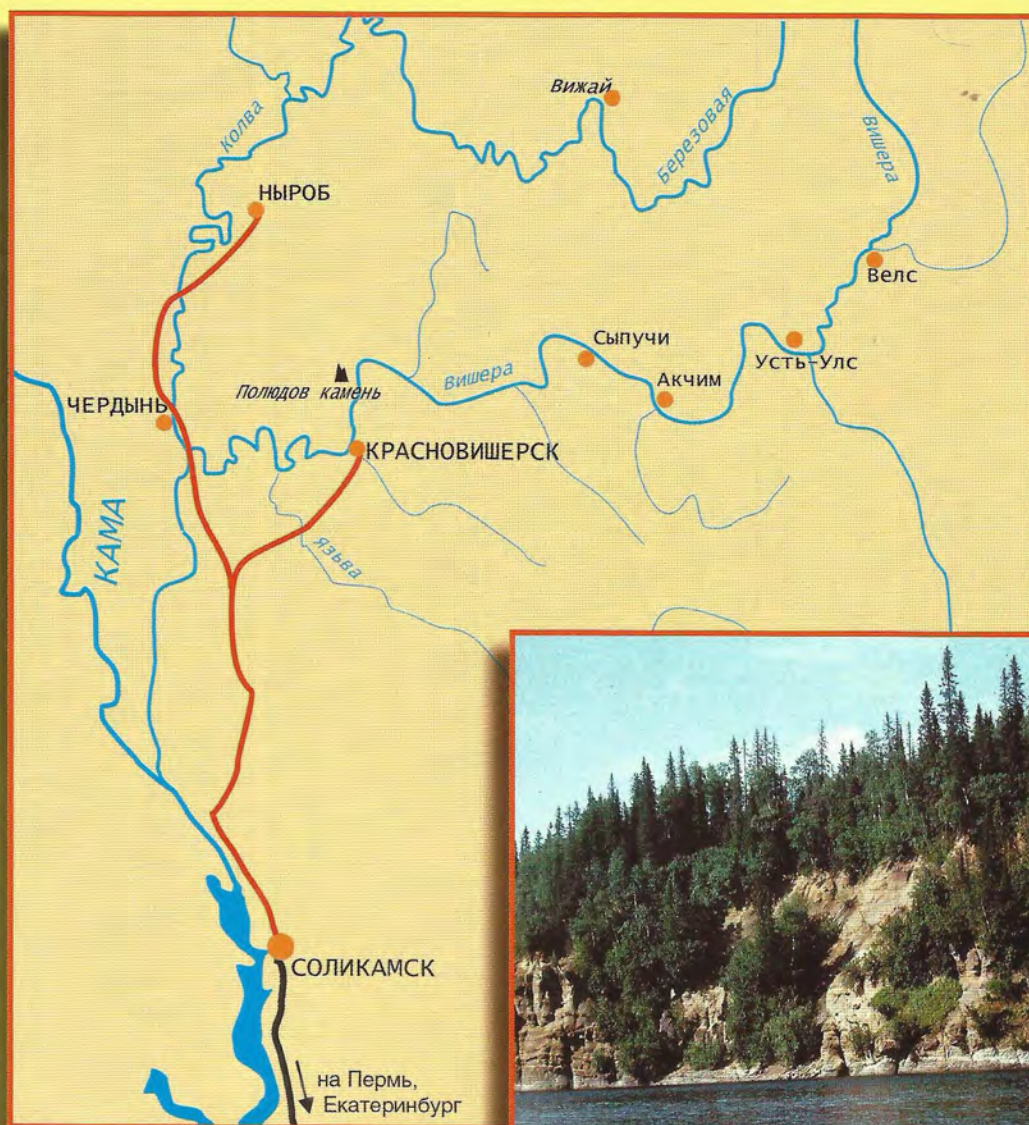 Вижай
колва
Березовая
вишера
НЫРОБ
Велс
Сыпучи
Усть-Улс
вишера
Полюдов камень
Акчим
ЧЕРДЫНЬ
КРАСНОВИШЕРСК
КАМА
язьва
СОЛИКАМСК
на Пермь,
Екатеринбург